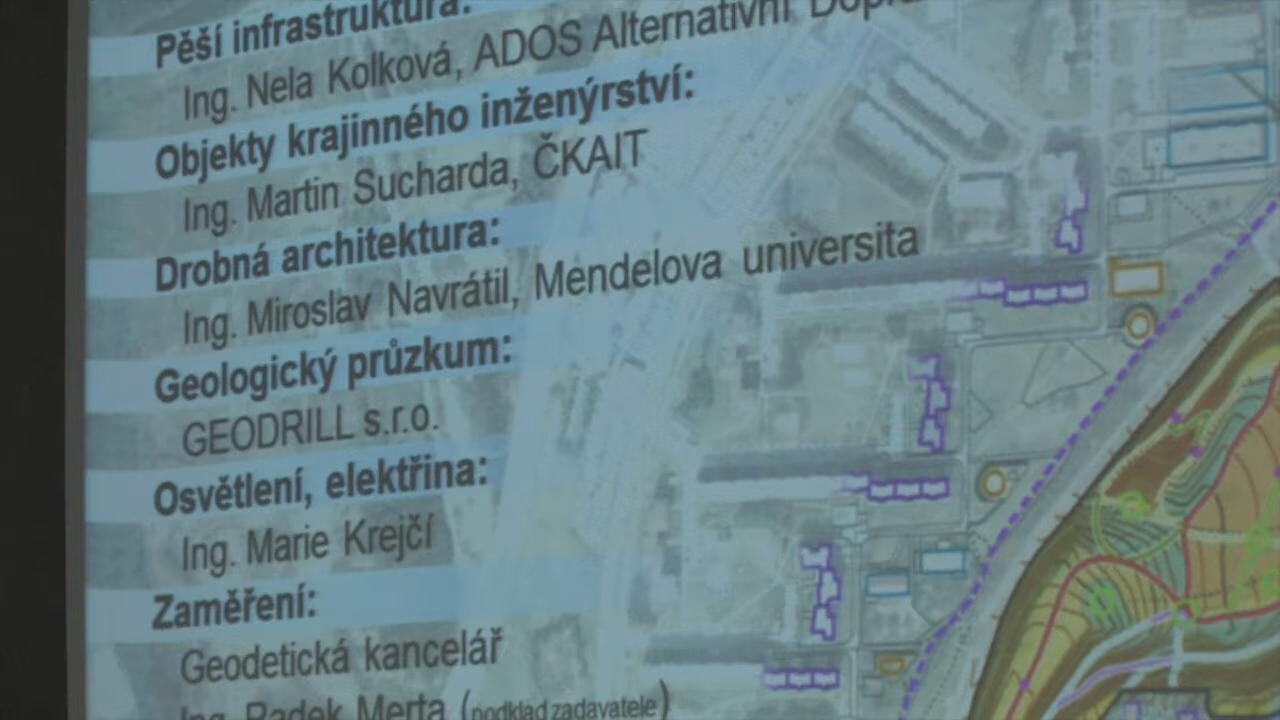 Pěší infrastruktura:
Ing. Nela Kolková, ADOS Alternativní
Objekty krajinného inženýrství:
Ing. Martin Sucharda, ČKAIT
Drobná architektura:
Ing. Miroslav Navrátil, Mendelova universita
Geologický průzkum:
GEODRILL s.r.o.
Osvětlení, elektřina:
Ing. Marie Krejčí
Zaměření:
Geodetická kancelář
Ing. Radek Merta (podklad zadavatele)